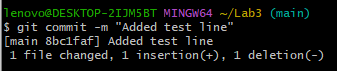 lenovo@DESKTOP-2IJM5BT MINGW64 ~/Lab3 (main)
$ git commit -m "Added test line"
[main 8bc1faf] Added test line
 1 file changed, 1 insertion(+), 1 deletion(-)